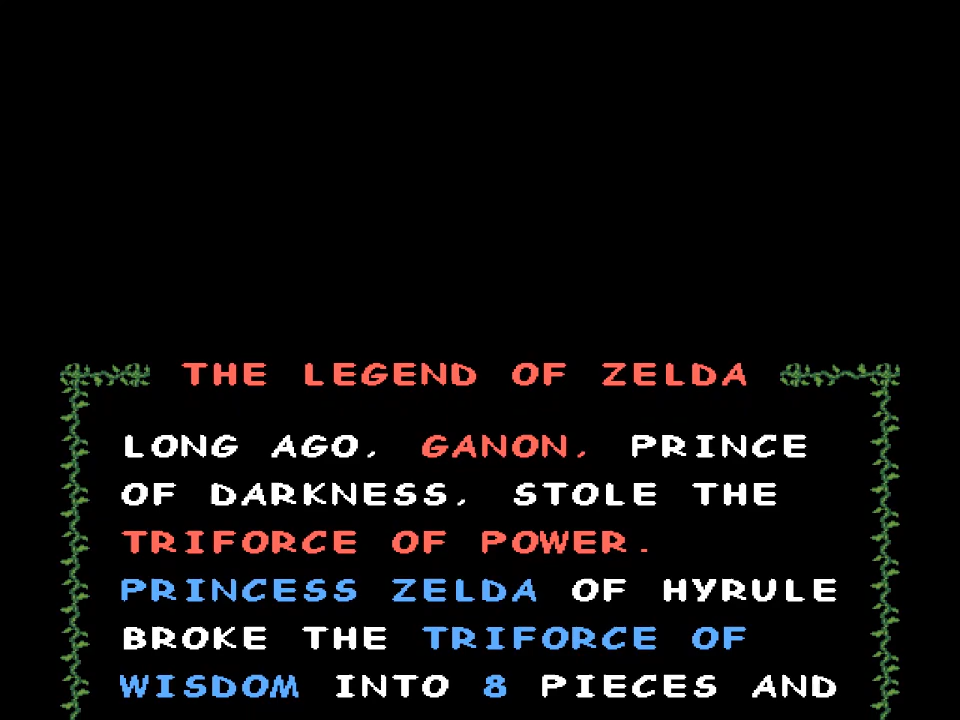 THE LEGEND OF ZELDA
LONG AGO, GANON, PRINCE
OF DARKNESS, STOLE THE
TRIFORCE OF POWER.
PRINCESS ZELDA OF HYRULE
BROKE THE TRIFORCE OF
WISDOM INTO 8 PIECES AND